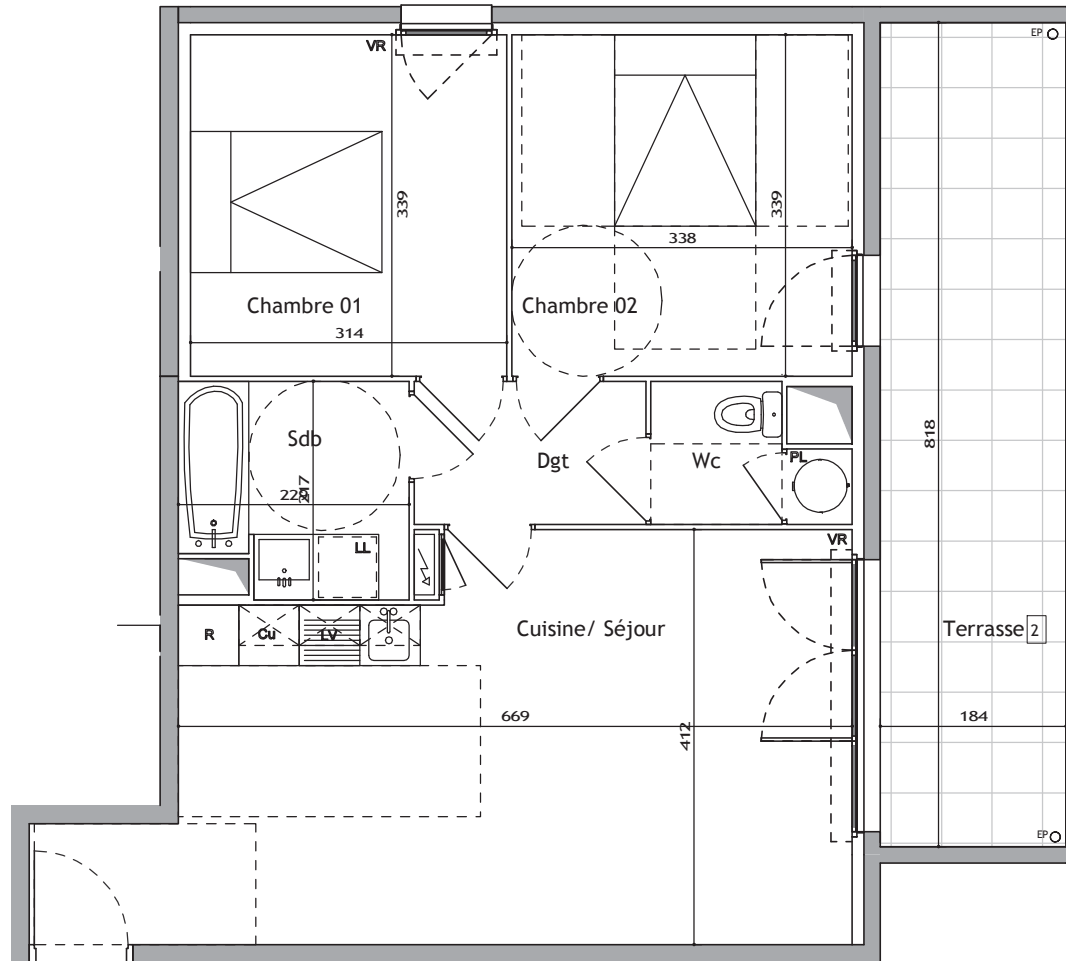 EP
VR
339
339
338
Chambre 01
Chambre 02
314
818
Sdb
Dgt
Wc
PL
229
217
LL
VR
R
Cu
LV
Cuisine/ Séjour
Terrasse 2
669
412
184
EP